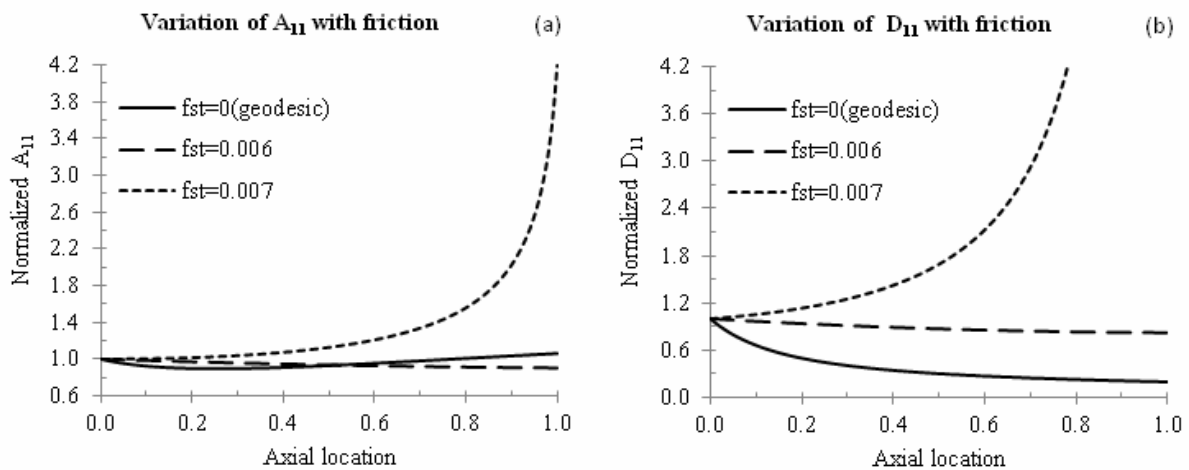 Variation of A11 with friction (a)
Normalized A11
4.2
3.8
3.4
3.0
2.6
2.2
1.8
1.4
1.0
0.6
fst=0(geodesic)
fst=0.006
fst=0.007
0.0 0.2 0.4 0.6 0.8 1.0
Axial location
Variation of D11 with friction (b)
Normalized D11
4.2
3.6
3.0
2.4
1.8
1.2
0.6
0.0
fst=0(geodesic)
fst=0.006
fst=0.007
0.0 0.2 0.4 0.6 0.8 1.0
Axial location